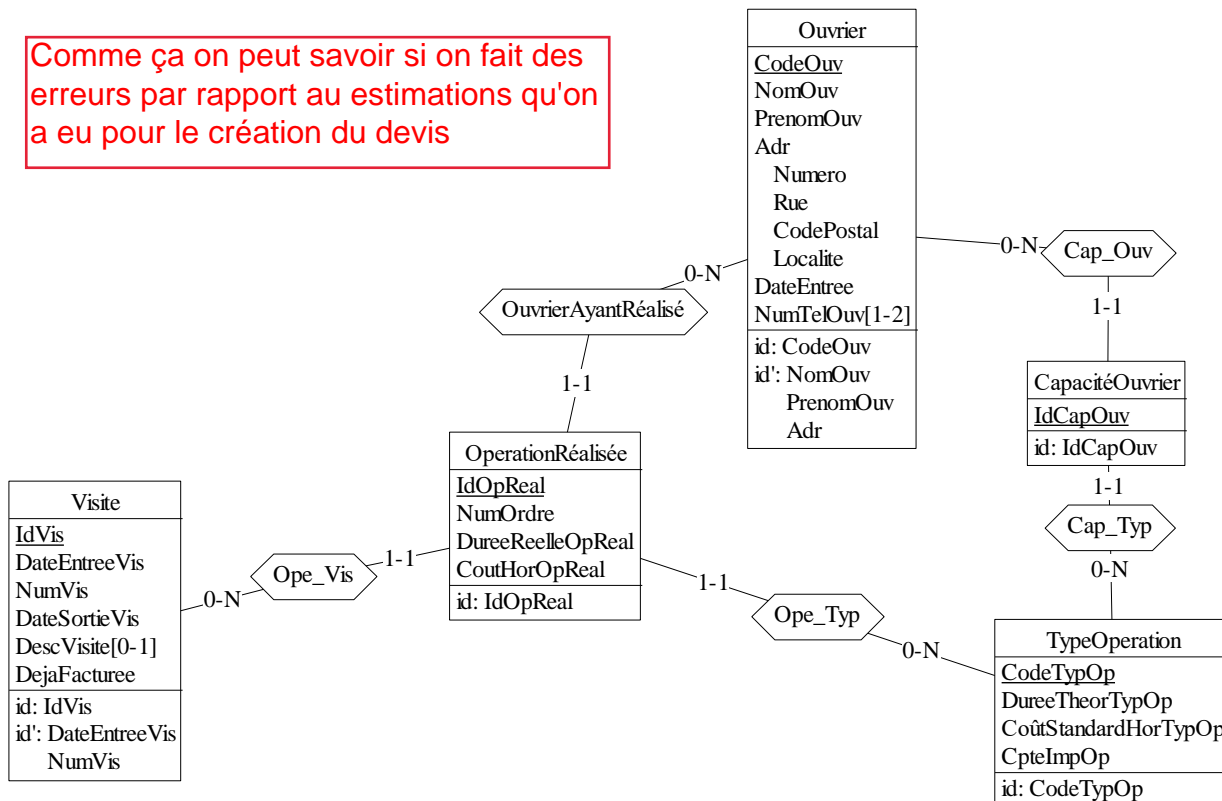 Comme ça on peut savoir si on fait des
erreurs par rapport au estimations qu'on
a eu pour le création du devis
Ouvrier
CodeOuv
NomOuv
PrenomOuv
Adr
Numero
Rue
CodePostal
Localite
DateEntree
NumTelOuv[1-2]
id: CodeOuv
id': NomOuv
PrenomOuv
Adr
0-N
Cap_Ouv
1-1
0-N
OuvrierAyantRéalisé
1-1
CapacitéOuvrier
IdCapOuv
id: IdCapOuv
1-1
Cap_Typ
0-N
OperationRéalisée
IdOpReal
NumOrdre
DureeReelleOpReal
CoutHorOpReal
id: IdOpReal
Visite
IdVis
DateEntreeVis
NumVis
DateSortieVis
DescVisite[0-1]
DejaFacturee
id: IdVis
id': DateEntreeVis
NumVis
0-N
Ope_Vis
1-1
1-1
Ope_Typ
0-N
TypeOperation
CodeTypOp
DureeTheorTypOp
CoûtStandardHorTypOp
CpteImpOp
id: CodeTypOp